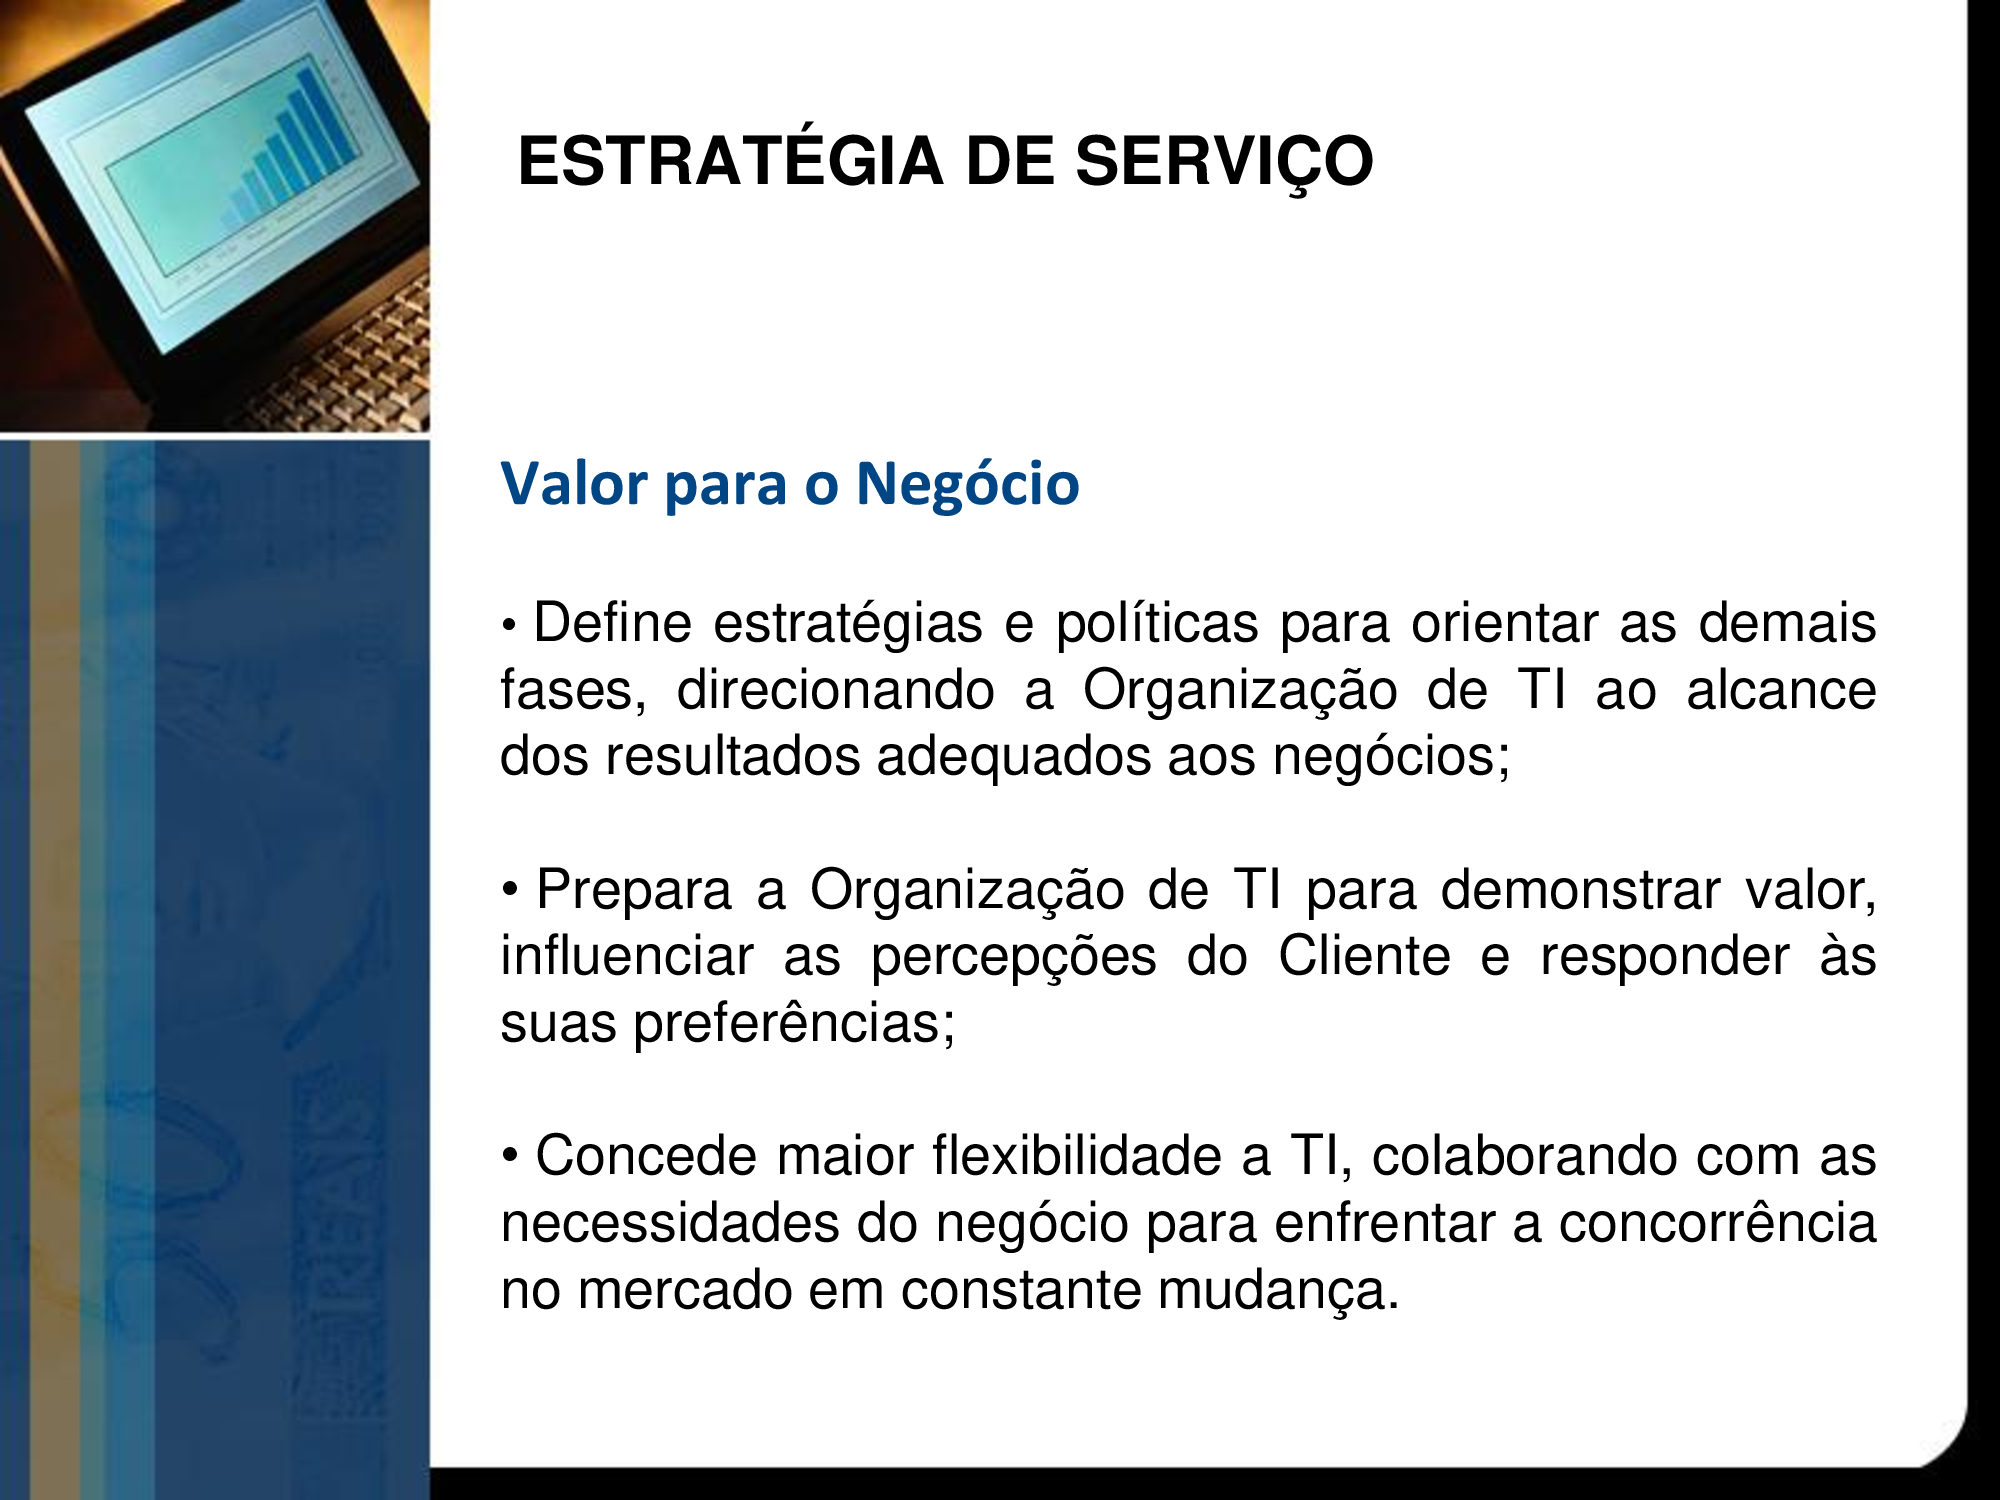 ESTRATÉGIA DE SERVIÇO
Valor para o Negócio
• Define estratégias e políticas para orientar as demais
fases, direcionando a Organização de TI ao alcance
dos resultados adequados aos negócios;
• Prepara a Organização de TI para demonstrar valor,
influenciar as percepções do Cliente e responder às
suas preferências;
• Concede maior flexibilidade a TI, colaborando com as
necessidades do negócio para enfrentar a concorrência
no mercado em constante mudança.
REAIS